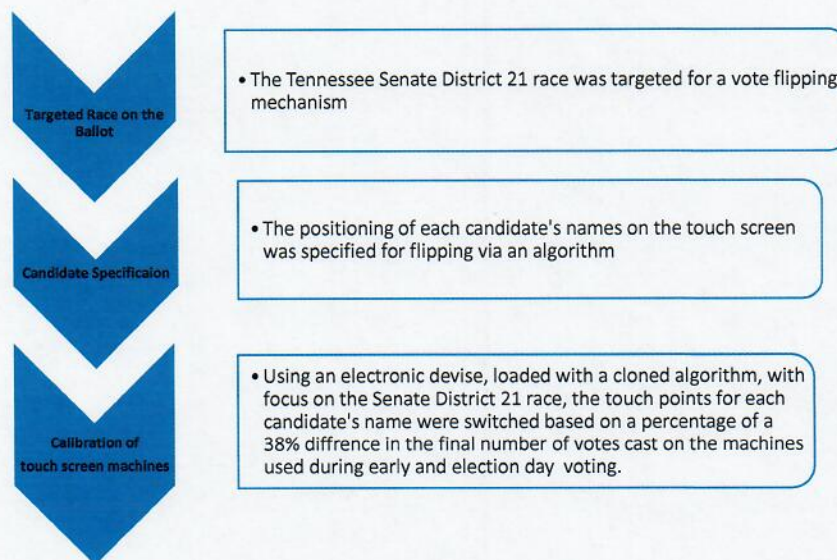 Targeted Race on the
Ballot
• The Tennessee Senate District 21 race was targeted for a vote flipping
mechanism
Candidate Specificaion
• The positioning of each candidate's names on the touch screen
was specified for flipping via an algorithm
Calibration of
touch screen machines
• Using an electronic devise, loaded with a cloned algorithm, with
focus on the Senate District 21 race, the touch points for each
candidate's name were switched based on a percentage of a
38% diffrence in the final number of votes cast on the machines
used during early and election day voting.